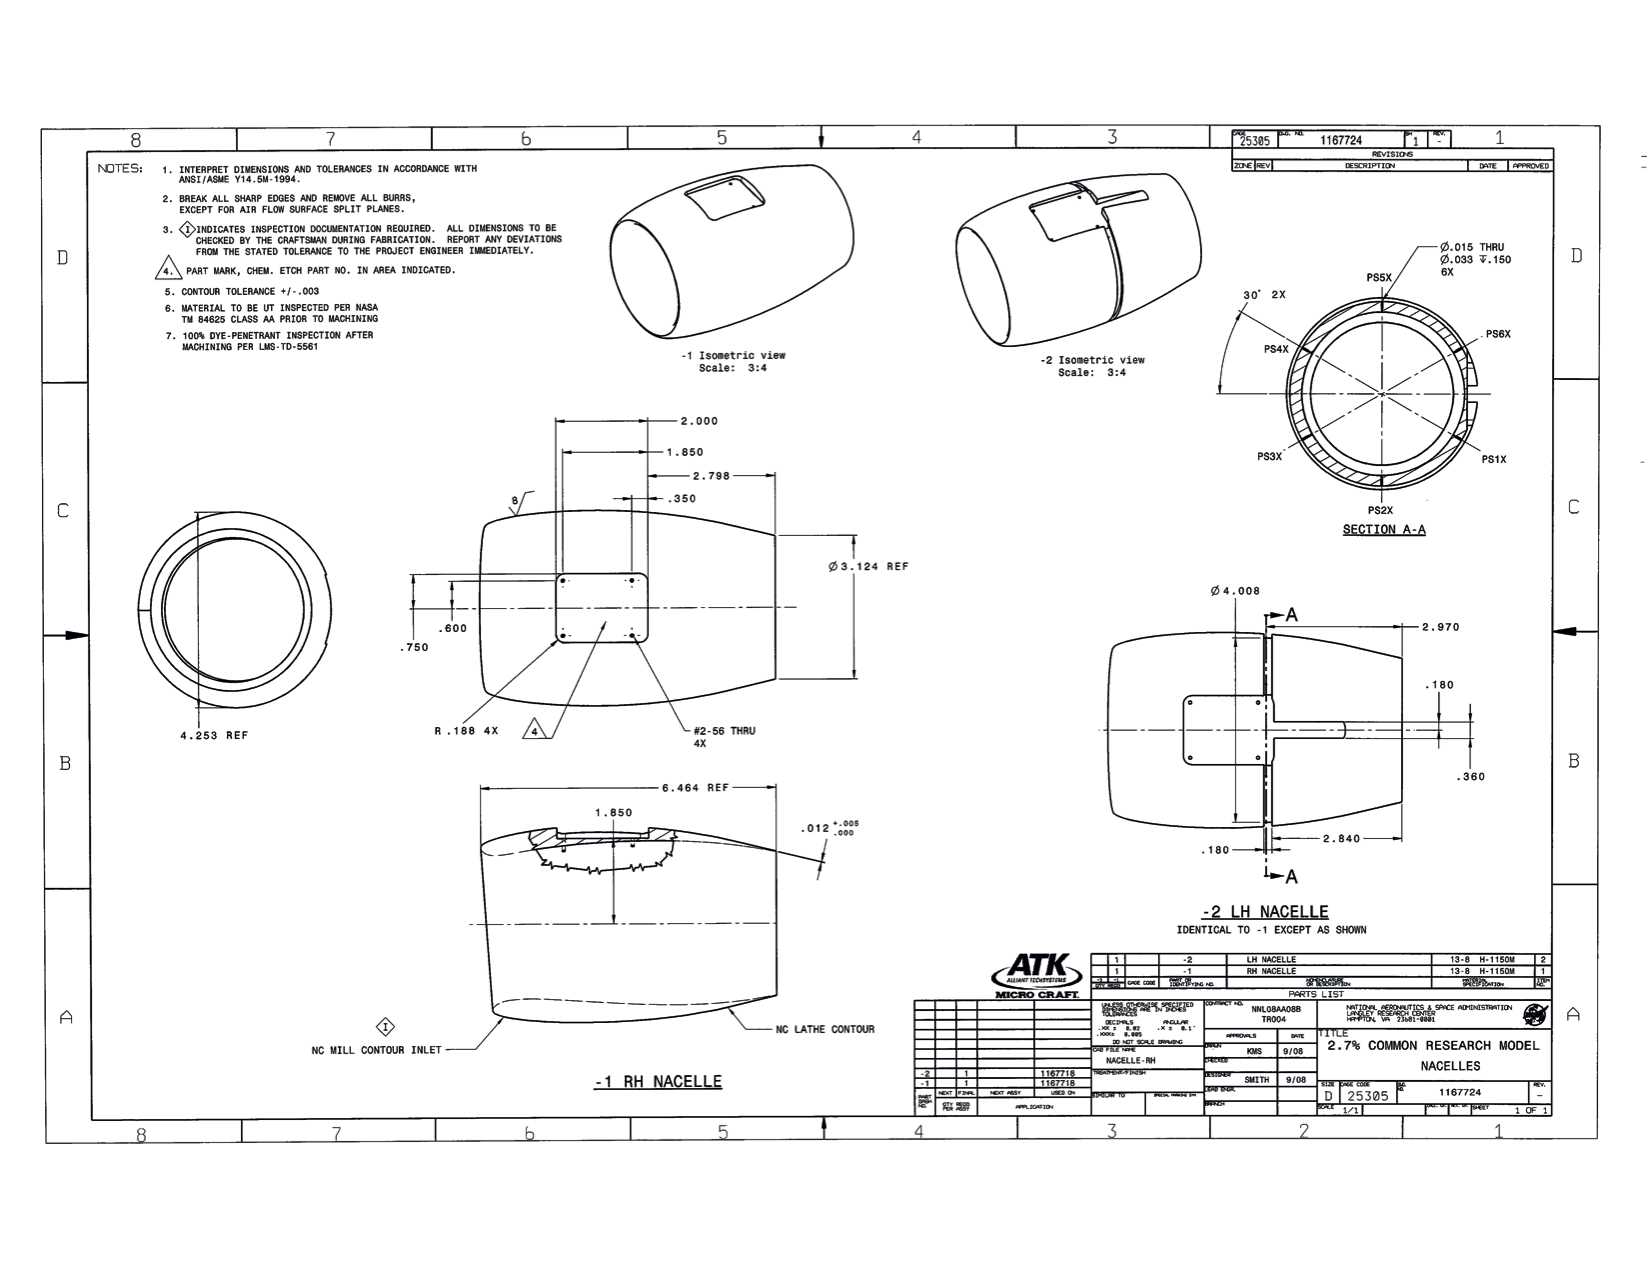 8 7 6 5 4 3 1
25305 1167724 SH 1 REV. -
REVISIONS
ZONE REV DESCRIPTION DATE APPROVED
NOTES:
1. INTERPRET DIMENSIONS AND TOLERANCES IN ACCORDANCE WITH
ANSI/ASME Y14.5M-1994.
2. BREAK ALL SHARP EDGES AND REMOVE ALL BURRS,
EXCEPT FOR AIR FLOW SURFACE SPLIT PLANES.
3. I INDICATES INSPECTION DOCUMENTATION REQUIRED. ALL DIMENSIONS TO BE
CHECKED BY THE CRAFTSMAN DURING FABRICATION. REPORT ANY DEVIATIONS
FROM THE STATED TOLERANCE TO THE PROJECT ENGINEER IMMEDIATELY.
4. PART MARK, CHEM. ETCH PART NO. IN AREA INDICATED.
5. CONTOUR TOLERANCE +/-.003
6. MATERIAL TO BE UT INSPECTED PER NASA
TM 84625 CLASS AA PRIOR TO MACHINING
7. 100% DYE-PENETRANT INSPECTION AFTER
MACHINING PER LMS-TD-5561
D
D
-1 Isometric view
Scale: 3:4
-2 Isometric view
Scale: 3:4
Ø.015 THRU
Ø.033 ↧.150
6X
30° 2X
PS5X
PS4X
PS6X
PS3X
PS1X
PS2X
SECTION A-A
C
C
2.000
1.850
2.798
.350
8
Ø3.124 REF
.600
.750
R .188 4X
4
#2-56 THRU
4X
4.253 REF
Ø4.008
A
2.970
.180
.360
2.840
.180
A
B
B
6.464 REF
1.850
.012 +.005
.000
-2 LH NACELLE
IDENTICAL TO -1 EXCEPT AS SHOWN
I
NC MILL CONTOUR INLET
NC LATHE CONTOUR
-1 RH NACELLE
A
A
ATK
ALLIANT TECHSYSTEMS
MICRO CRAFT
1 -2 LH NACELLE 13-8 H-1150M 2
1 -1 RH NACELLE 13-8 H-1150M 1
-2 -1 QTY REQD CAGE CODE PART OR IDENTIFYING NO. NOMENCLATURE OR DESCRIPTION MATERIAL SPECIFICATION ITEM NO.
PARTS LIST
UNLESS OTHERWISE SPECIFIED
DIMENSIONS ARE IN INCHES
TOLERANCES
DECIMALS ANGULAR
.XX ± 0.02 .X ± 0.1°
.XXX± 0.005
DO NOT SCALE DRAWING
CAD FILE NAME
NACELLE-RH
TREATMENT/FINISH
SIMILAR TO
CONTRACT NO.
NNL08AA08B
TR004
APPROVALS DATE
DRAWN KMS 9/08
CHECKED
DESIGNER SMITH 9/08
LEAD ENGR.
BRANCH
NATIONAL AERONAUTICS & SPACE ADMINISTRATION
LANGLEY RESEARCH CENTER
HAMPTON, VA 23681-0001
TITLE
2.7% COMMON RESEARCH MODEL
NACELLES
SIZE D CAGE CODE 25305 DWG. NO. 1167724 REV. -
SCALE 1/1 SHEET 1 OF 1
-2 1 1167718
-1 1 1167718
PART DASH NO. NEXT FINAL NEXT ASSY USED ON
QTY REQD PER ASSY APPLICATION
8 7 6 5 4 3 2 1